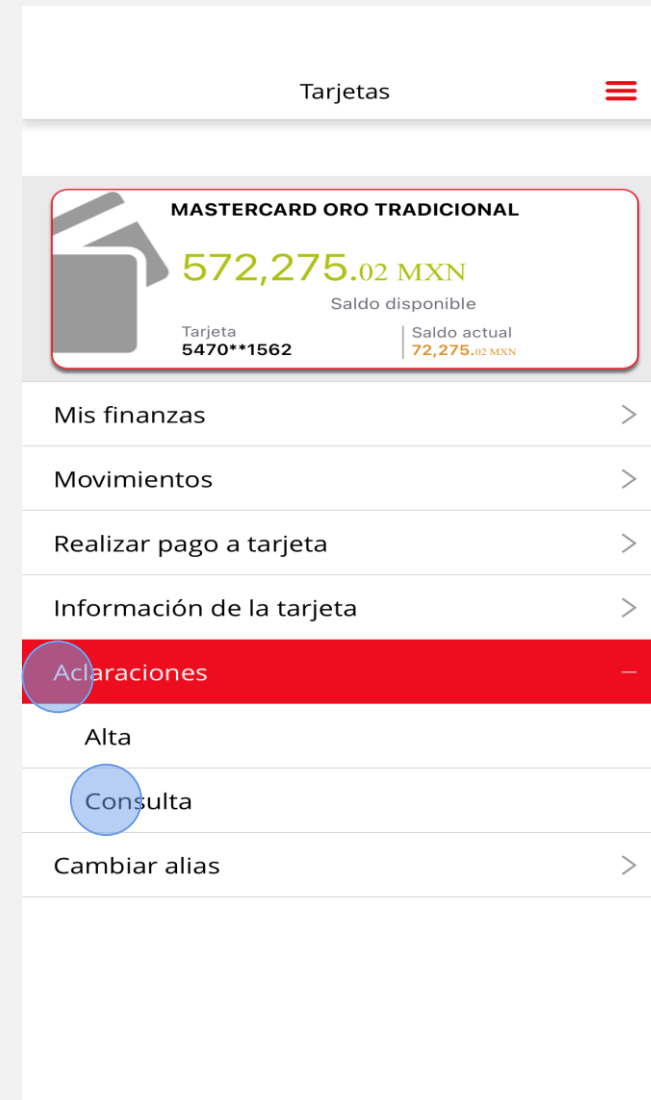 Tarjetas
MASTERCARD ORO TRADICIONAL
572,275.02 MXN
Saldo disponible
Tarjeta
5470**1562
Saldo actual
72,275.02 MXN
Mis finanzas
Movimientos
Realizar pago a tarjeta
Información de la tarjeta
Aclaraciones
Alta
Consulta
Cambiar alias